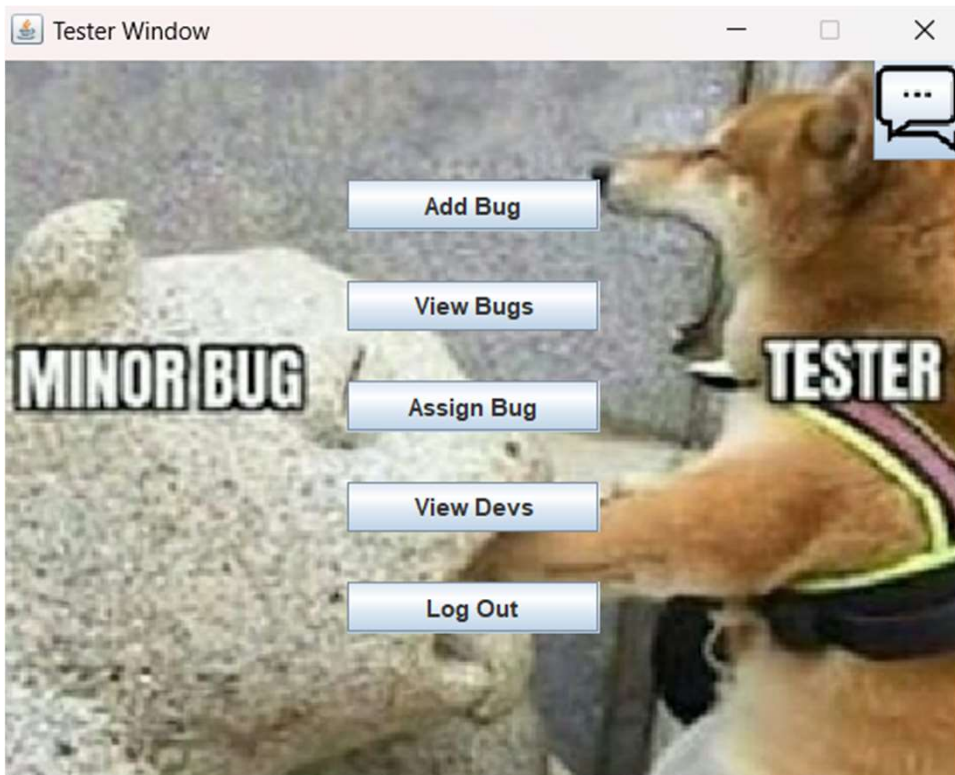 Tester Window
Add Bug
View Bugs
MINOR BUG
TESTER
Assign Bug
View Devs
Log Out